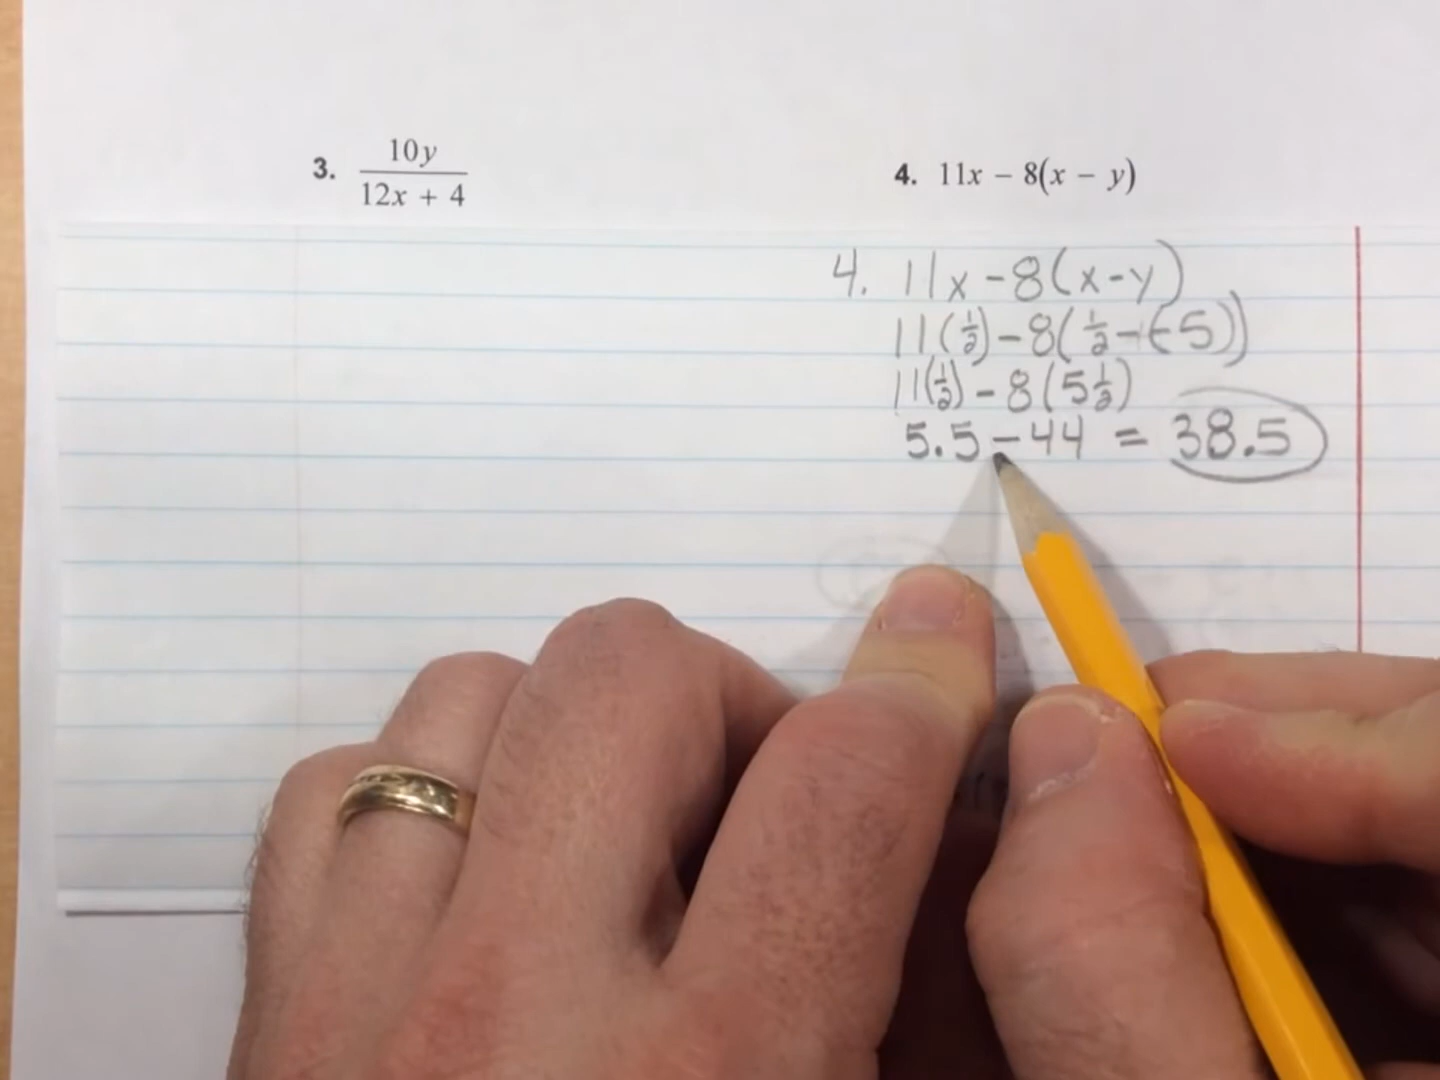 3. 10y
12x + 4
4. 11x − 8(x − y)
4. 11x-8(x-y)
11(1/2)-8(1/2-(-5))
11(1/2)-8(5 1/2)
5.5-44 = 38.5